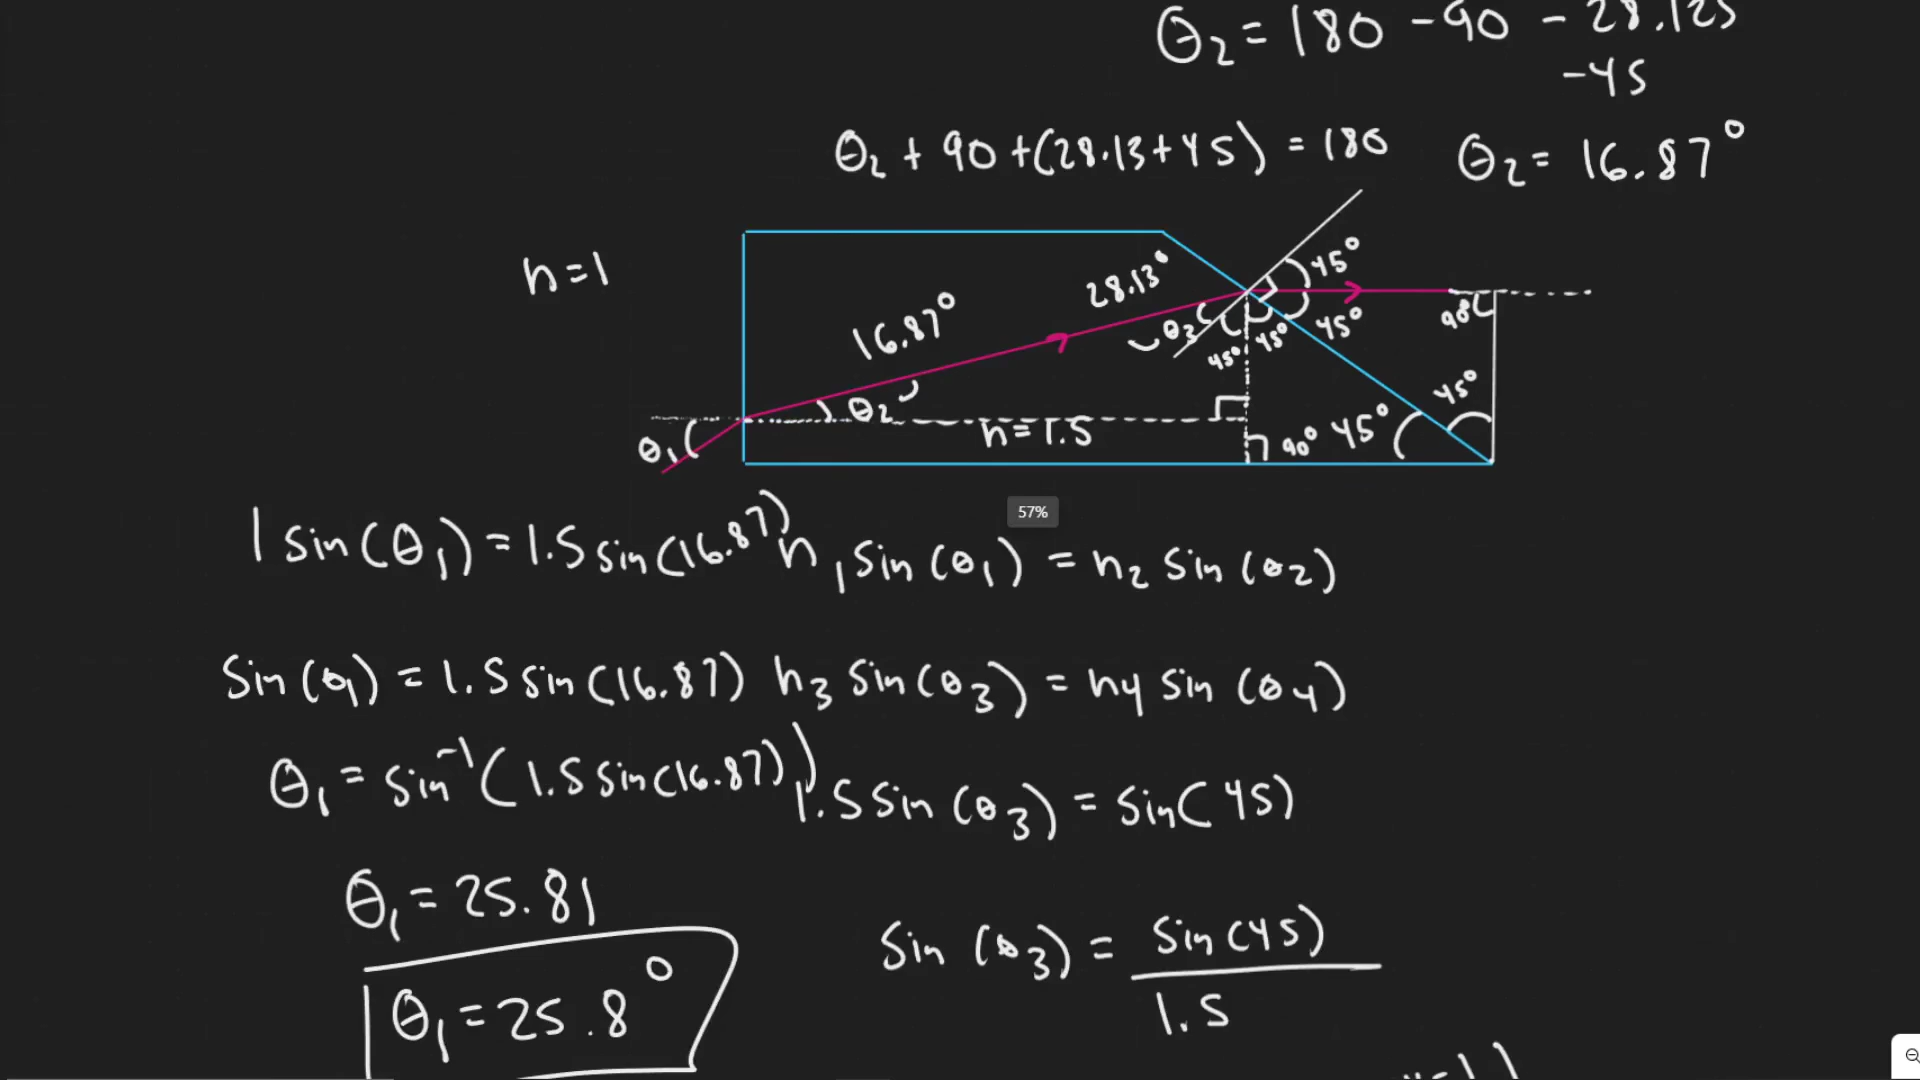 θ₂ = 180 - 90 - 28.125
-45
θ₂ + 90 + (28.13 + 45) = 180
θ₂ = 16.87°
n = 1
28.13°
45°
16.87°
θ₃
45°
45°
45°
90°
θ₂
45°
θ₁
n = 1.5
90°
45°
57%
1 sin(θ₁) = 1.5 sin(16.87)
n₁ sin(θ₁) = n₂ sin(θ₂)
sin(θ₁) = 1.5 sin(16.87)
n₃ sin(θ₃) = n₄ sin(θ₄)
θ₁ = sin⁻¹(1.5 sin(16.87))
1.5 sin(θ₃) = sin(45)
θ₁ = 25.81
sin(θ₃) = sin(45)
1.5
θ₁ = 25.8°